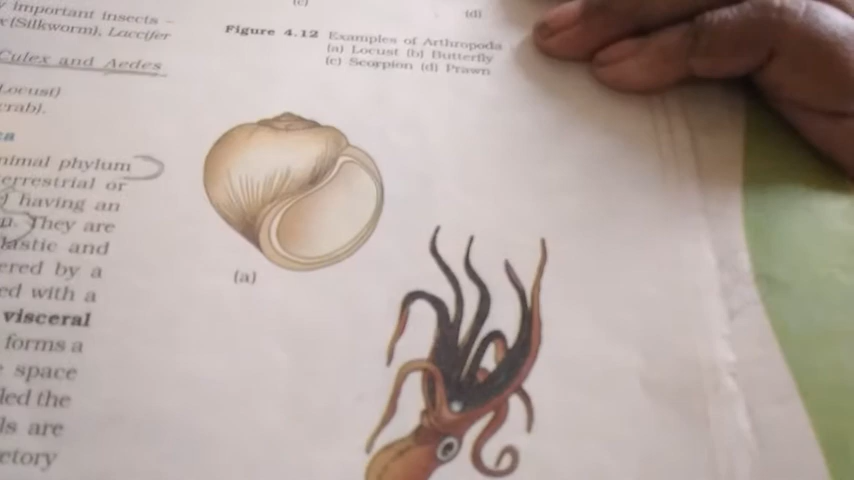 (c)
(d)
important insects –
(Silkworm), Laccifer
Culex and Aedes
Locust)
crab).
Figure 4.12 Examples of Arthropoda
(a) Locust (b) Butterfly
(c) Scorpion (d) Prawn
nimal phylum
errestrial or
having an
They are
lastic and
ered by a
ed with a
visceral
forms a
space
led the
ls are
ctory
(a)